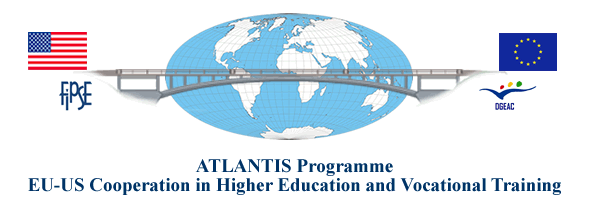 FIPSE
DGEAC
ATLANTIS Programme
EU-US Cooperation in Higher Education and Vocational Training